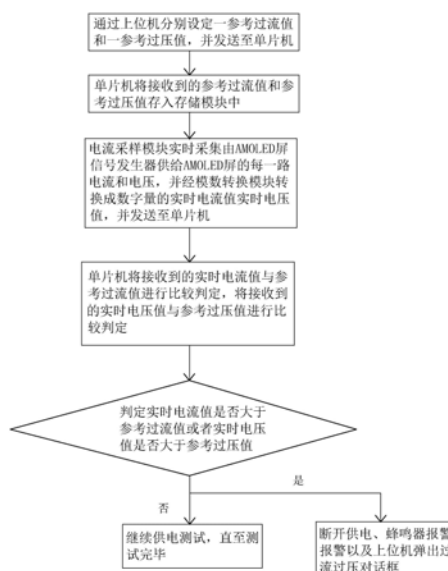 通过上位机分别设定一参考过流值
和一参考过压值，并发送至单片机
单片机将接收到的参考过流值和参
考过压值存入存储模块中
电流采样模块实时采集由AMOLED屏
信号发生器供给AMOLED屏的每一路
电流和电压，并经模数转换模块转
换成数字量的实时电流值实时电压
值，并发送至单片机
单片机将接收到的实时电流值与参
考过流值进行比较判定，将接收到
的实时电压值与参考过压值进行比
较判定
判定实时电流值是否大于
参考过流值或者实时电压
值是否大于参考过压值
是
否
继续供电测试，直至测
试完毕
断开供电、蜂鸣器报警
报警以及上位机弹出过
流过压对话框